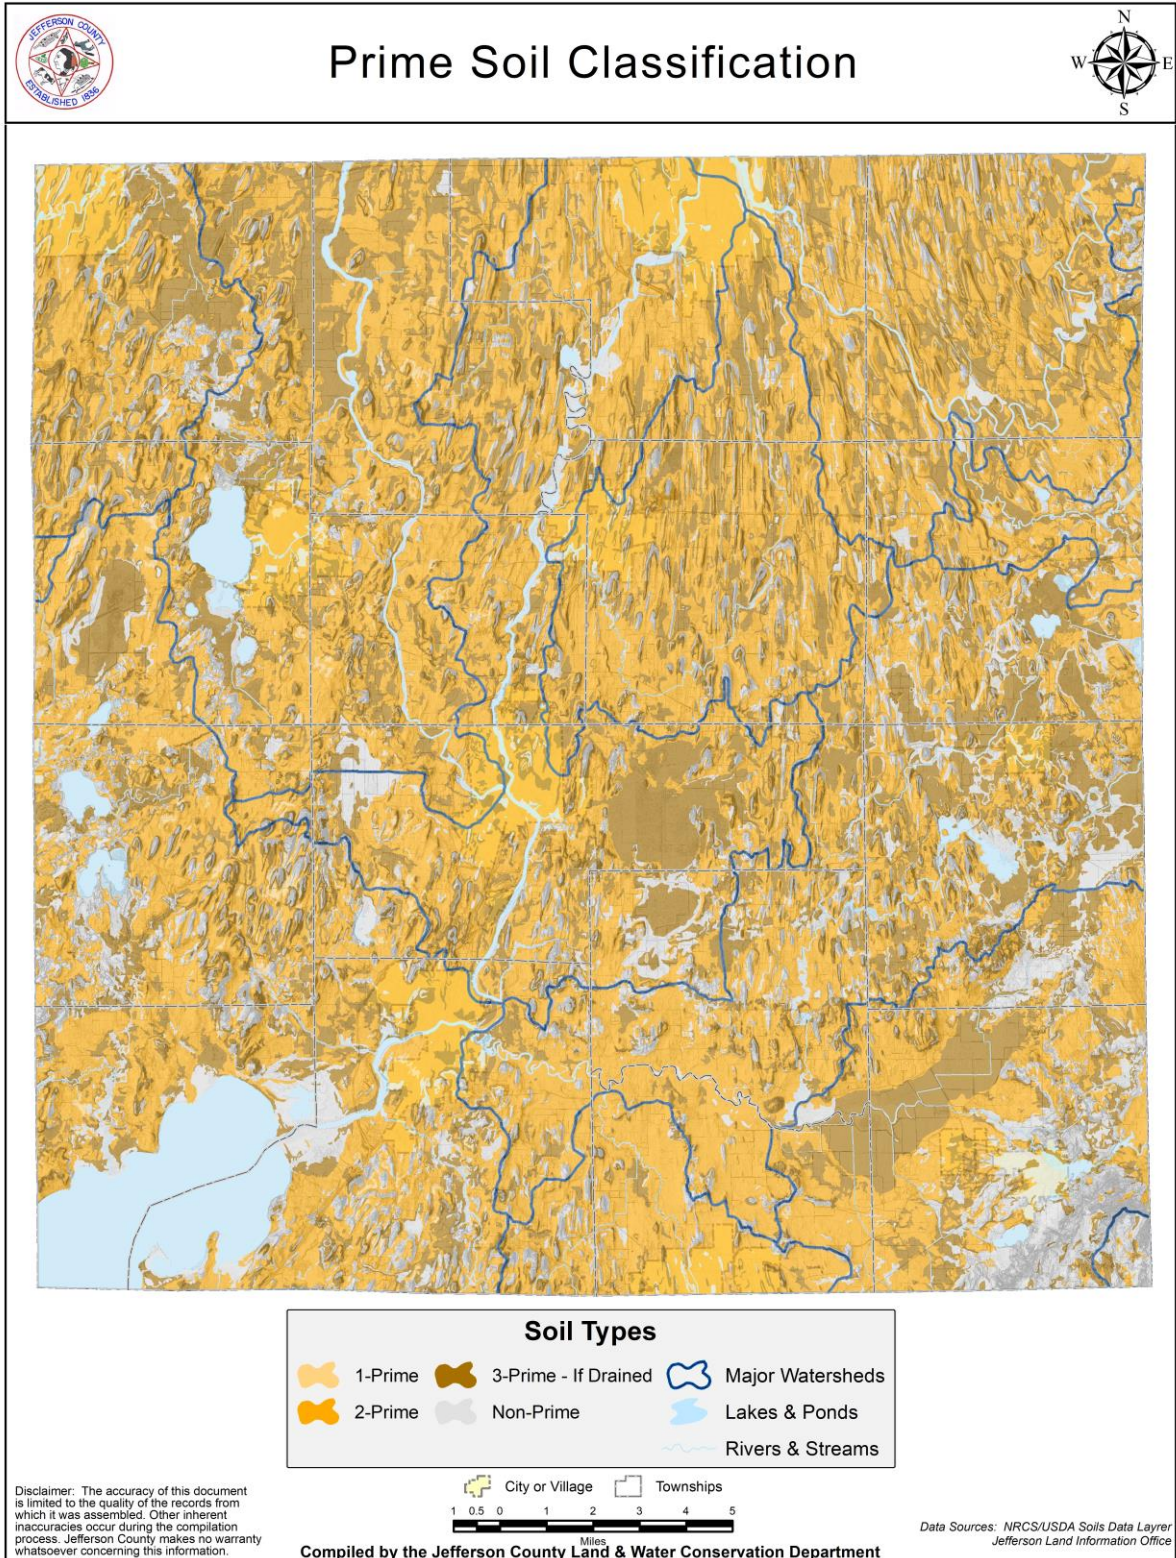 JEFFERSON COUNTY
ESTABLISHED 1836
Prime Soil Classification
N
W E
S
Soil Types
1-Prime 3-Prime - If Drained Major Watersheds
2-Prime Non-Prime Lakes & Ponds
Rivers & Streams
City or Village Townships
1 0.5 0 1 2 3 4 5
Miles
Disclaimer: The accuracy of this document
is limited to the quality of the records from
which it was assembled. Other inherent
inaccuracies occur during the compilation
process. Jefferson County makes no warranty
whatsoever concerning this information.
Compiled by the Jefferson County Land & Water Conservation Department
Data Sources: NRCS/USDA Soils Data Layrer
Jefferson Land Information Office